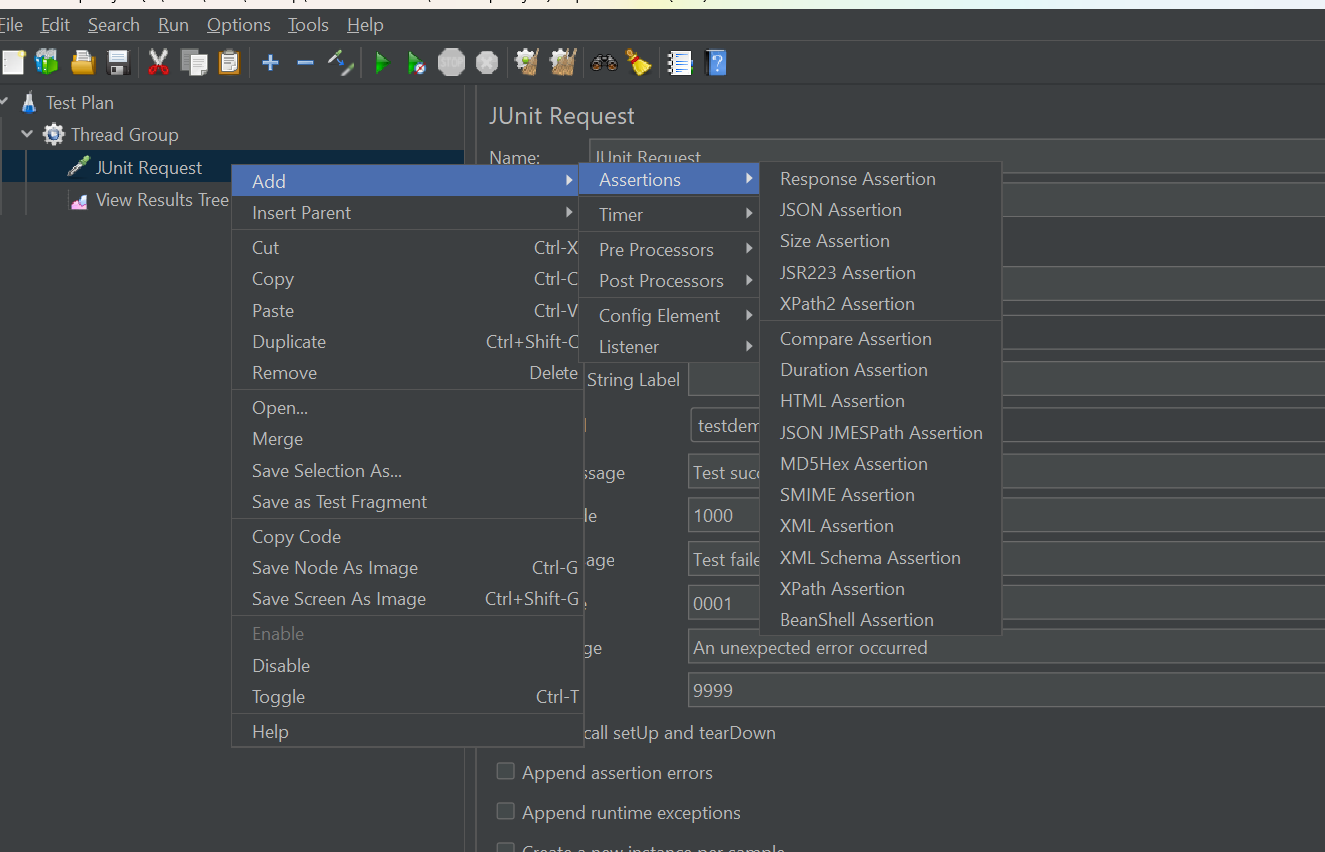 File Edit Search Run Options Tools Help
STOP
Test Plan
Thread Group
JUnit Request
View Results Tree
JUnit Request
Name: JUnit Request
Add
Insert Parent
Cut Ctrl-X
Copy Ctrl-C
Paste Ctrl-V
Duplicate Ctrl+Shift-C
Remove Delete
Open...
Merge
Save Selection As...
Save as Test Fragment
Copy Code
Save Node As Image Ctrl-G
Save Screen As Image Ctrl+Shift-G
Enable
Disable
Toggle Ctrl-T
Help
Assertions
Timer
Pre Processors
Post Processors
Config Element
Listener
Response Assertion
JSON Assertion
Size Assertion
JSR223 Assertion
XPath2 Assertion
Compare Assertion
Duration Assertion
HTML Assertion
JSON JMESPath Assertion
MD5Hex Assertion
SMIME Assertion
XML Assertion
XML Schema Assertion
XPath Assertion
BeanShell Assertion
String Label
testdem
ssage Test succ
1000
age Test faile
0001
ge An unexpected error occurred
9999
call setUp and tearDown
Append assertion errors
Append runtime exceptions
Create a new instance per sample